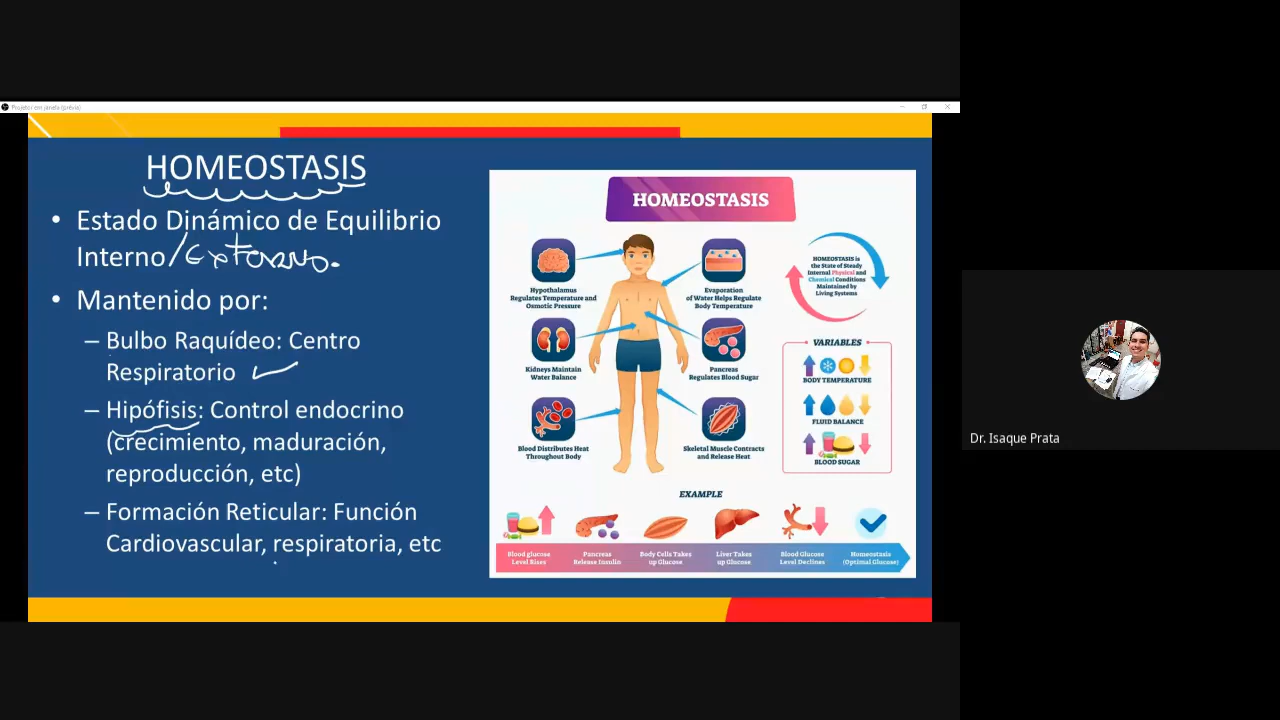 Projetor em janela (prévia)
HOMEOSTASIS
• Estado Dinámico de Equilibrio
Interno/Externo.
• Mantenido por:
– Bulbo Raquídeo: Centro
Respiratorio
– Hipófisis: Control endocrino
(crecimiento, maduración,
reproducción, etc)
– Formación Reticular: Función
Cardiovascular, respiratoria, etc
HOMEOSTASIS
Hypothalamus
Regulates Temperature and
Osmotic Pressure
Evaporation
of Water Helps Regulate
Body Temperature
Kidneys Maintain
Water Balance
Pancreas
Regulates Blood Sugar
Blood Distributes Heat
Throughout Body
Skeletal Muscle Contracts
and Release Heat
HOMEOSTASIS is
the State of Steady
Internal Physical and
Chemical Conditions
Maintained by
Living Systems
VARIABLES
BODY TEMPERATURE
FLUID BALANCE
BLOOD SUGAR
EXAMPLE
Blood glucose
Level Rises
Pancreas
Release Insulin
Body Cells Takes
up Glucose
Liver Takes
up Glucose
Blood Glucose
Level Declines
Homeostasis
(Optimal Glucose)
Dr. Isaque Prata